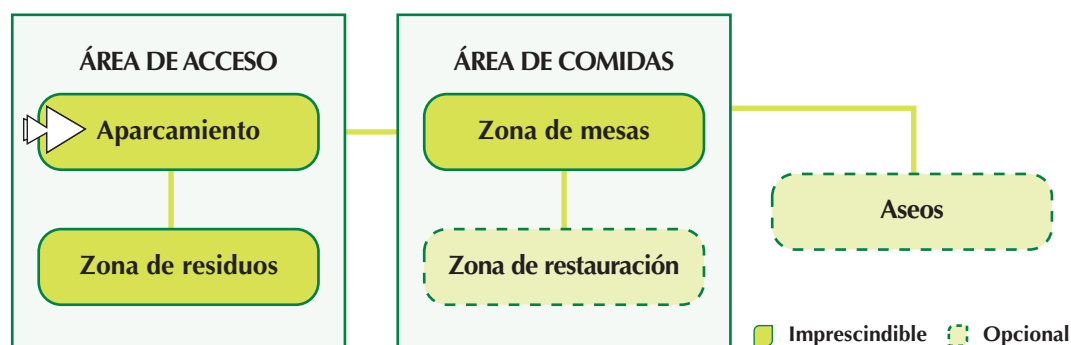 ÁREA DE ACCESO
Aparcamiento
Zona de residuos
ÁREA DE COMIDAS
Zona de mesas
Zona de restauración
Aseos
Imprescindible
Opcional